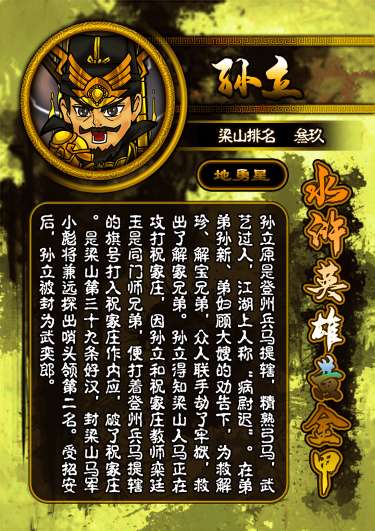 孙立
梁山排名 叁玖
地勇星
水浒英雄黄金甲
孙立原是登州兵马提辖，精熟弓马，武
艺过人，江湖上人称“病尉迟”。在弟
弟孙新、弟妇顾大嫂的劝告下，为救解
珍、解宝兄弟，众人联手劫了牢狱，救
出了解家兄弟。孙立得知梁山人马正在
攻打祝家庄，因孙立和祝家庄教师栾廷
玉是同门师兄弟，便打着登州兵马提辖
的旗号打入祝家庄作内应，破了祝家庄
。是梁山第三十九条好汉，封梁山马军
小彪将兼远探出哨头领第二名。受招安
后，孙立被封为武奕郎。